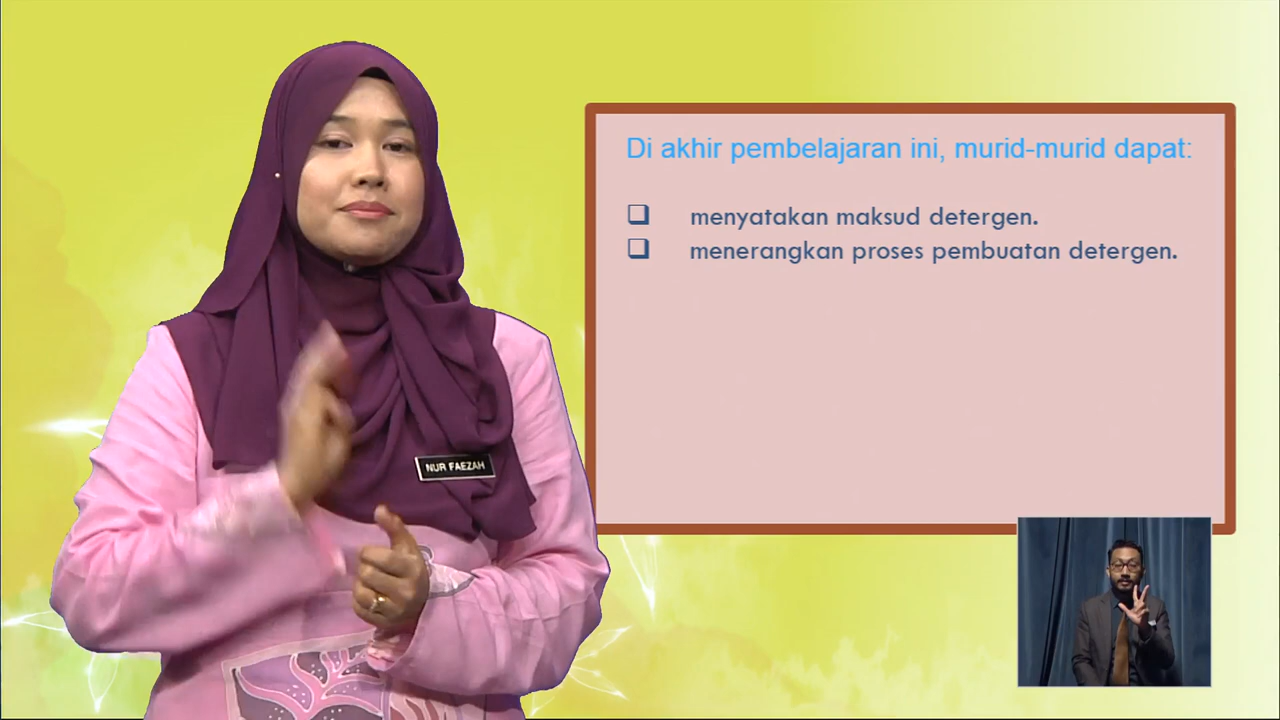 Di akhir pembelajaran ini, murid-murid dapat:
❑ menyatakan maksud detergen.
❑ menerangkan proses pembuatan detergen.
NUR FAEZAH